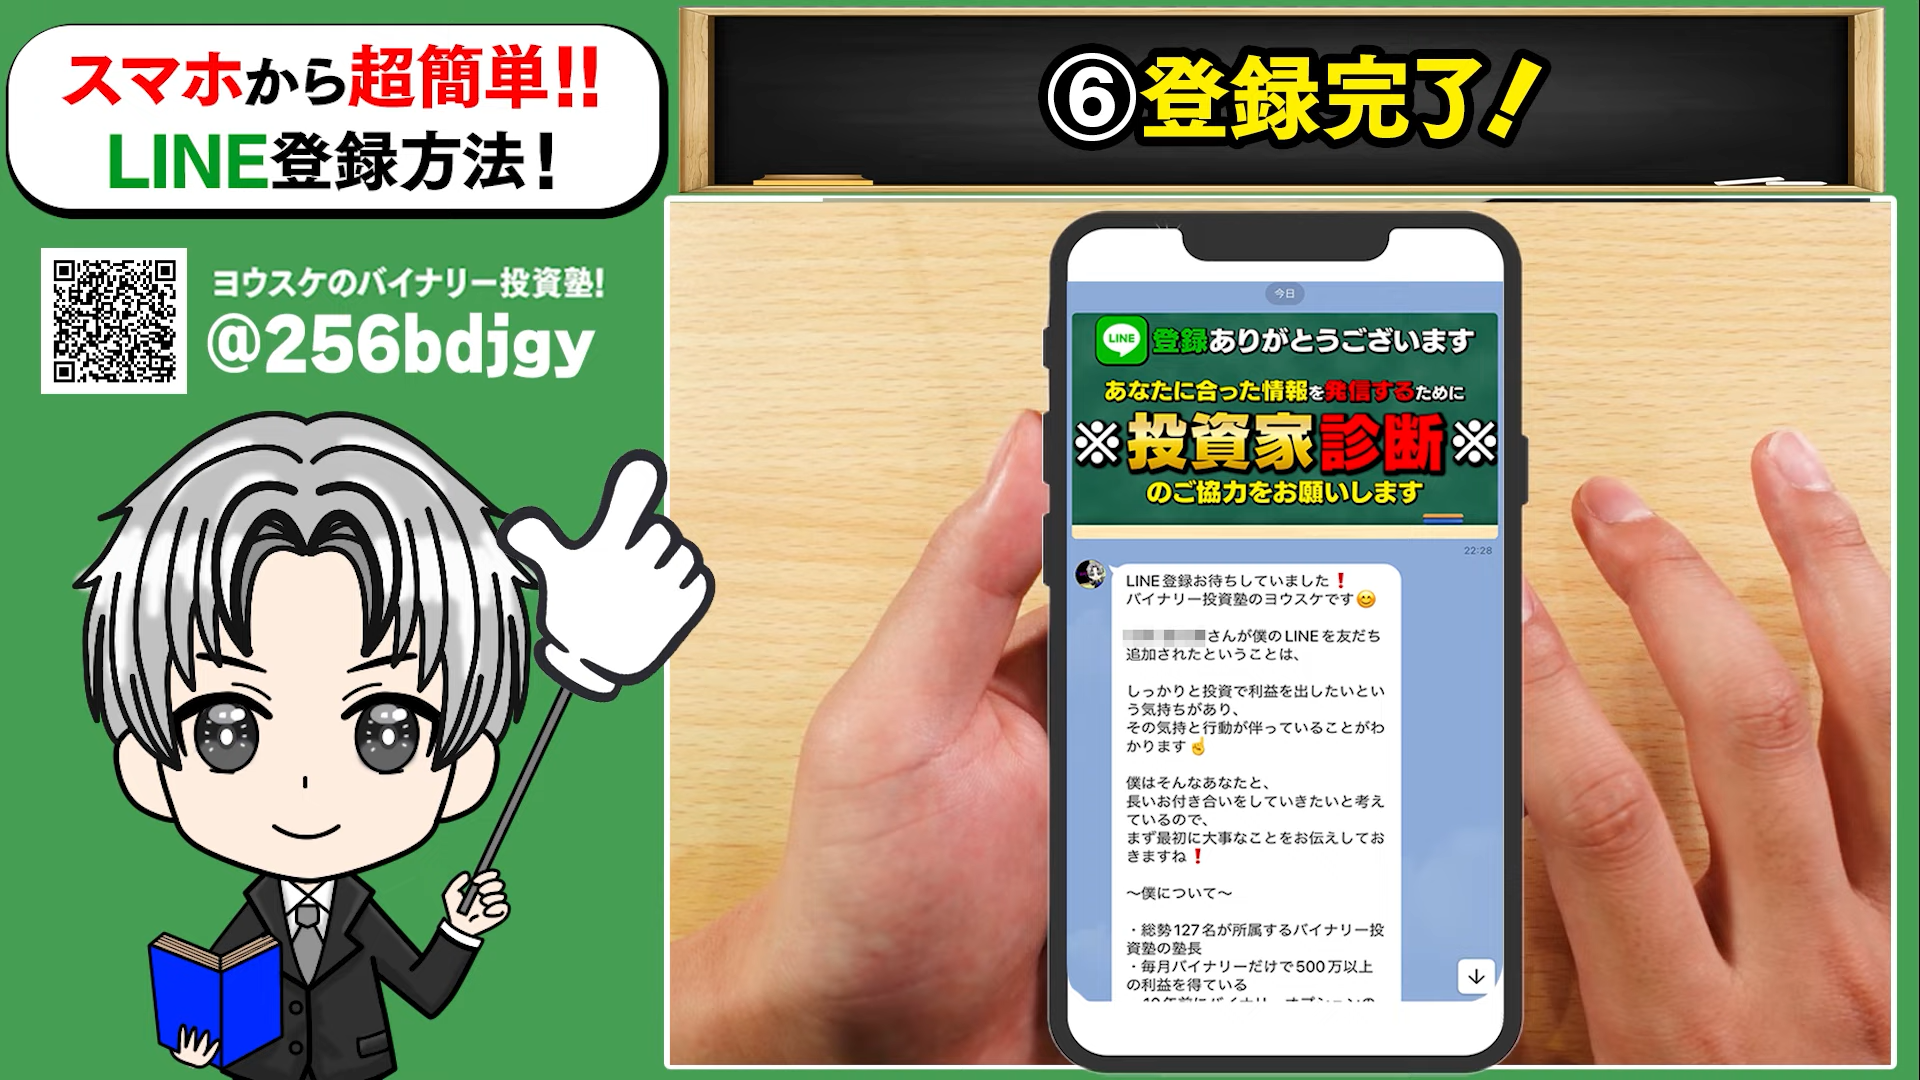 スマホから超簡単!!
LINE登録方法!
ヨウスケのバイナリー投資塾!
@256bdjgy
⑥登録完了!
今日
LINE 登録ありがとうございます
あなたに合った情報を発信するために
※投資家診断※
のご協力をお願いします
22:28
LINE登録お待ちしていました❗
バイナリー投資塾のヨウスケです😊
さんが僕のLINEを友だち
追加されたということは、
しっかりと投資で利益を出したいとい
う気持ちがあり、
その気持と行動が伴っていることがわ
かります☝
僕はそんなあなたと、
長いお付き合いをしていきたいと考え
ているので、
まず最初に大事なことをお伝えしてお
きますね❗
〜僕について〜
・総勢127名が所属するバイナリー投
資塾の塾長
・毎月バイナリーだけで500万以上
の利益を得ている